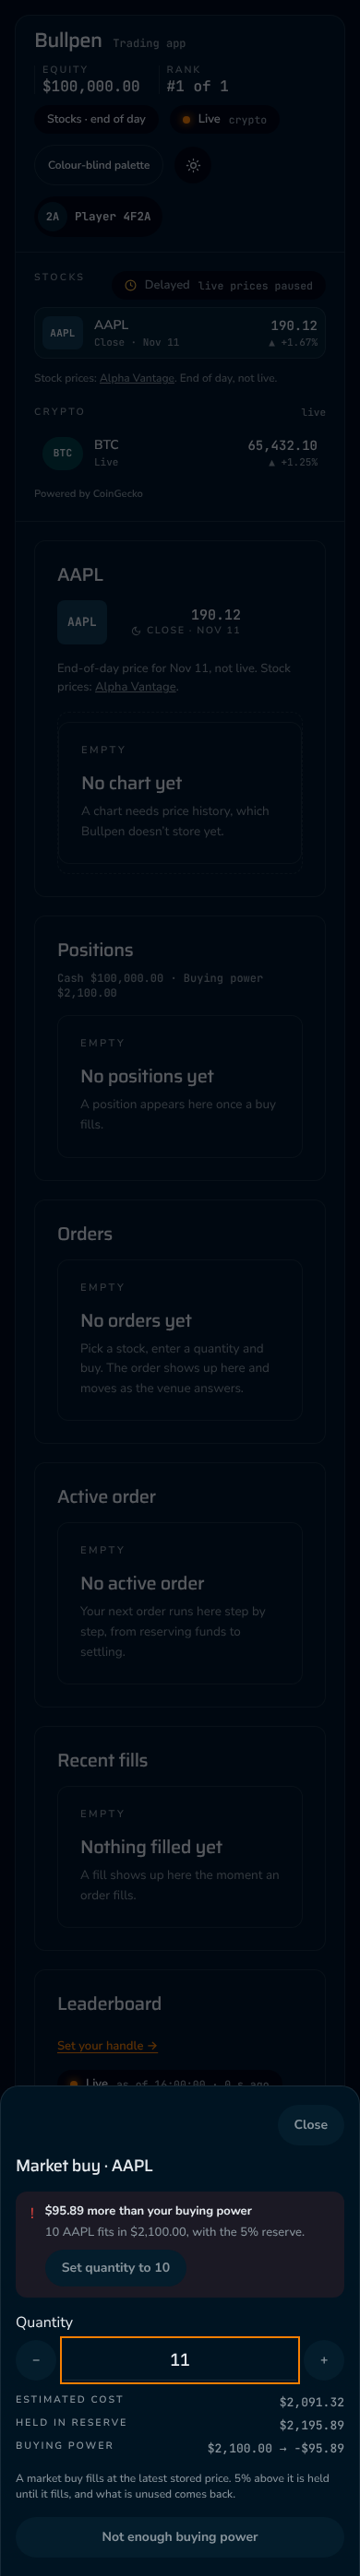 Bullpen Trading app
EQUITY RANK
$100,000.00 #1 of 1
Stocks · end of day Live crypto
Colour-blind palette
2A Player 4F2A
STOCKS Delayed live prices paused
AAPL AAPL 190.12
Close · Nov 11 ▲ +1.67%
Stock prices: Alpha Vantage. End of day, not live.
CRYPTO live
BTC BTC 65,432.10
Live ▲ +1.25%
Powered by CoinGecko
AAPL
AAPL 190.12
CLOSE · NOV 11
End-of-day price for Nov 11, not live. Stock
prices: Alpha Vantage.
EMPTY
No chart yet
A chart needs price history, which
Bullpen doesn’t store yet.
Positions
Cash $100,000.00 · Buying power
$2,100.00
EMPTY
No positions yet
A position appears here once a buy
fills.
Orders
EMPTY
No orders yet
Pick a stock, enter a quantity and
buy. The order shows up here and
moves as the venue answers.
Active order
EMPTY
No active order
Your next order runs here step by
step, from reserving funds to
settling.
Recent fills
EMPTY
Nothing filled yet
A fill shows up here the moment an
order fills.
Leaderboard
Set your handle →
Live as of 16:00:00 · 0 s ago
Close
Market buy · AAPL
! $95.89 more than your buying power
10 AAPL fits in $2,100.00, with the 5% reserve.
Set quantity to 10
Quantity
− 11 +
ESTIMATED COST $2,091.32
HELD IN RESERVE $2,195.89
BUYING POWER $2,100.00 → -$95.89
A market buy fills at the latest stored price. 5% above it is held
until it fills, and what is unused comes back.
Not enough buying power